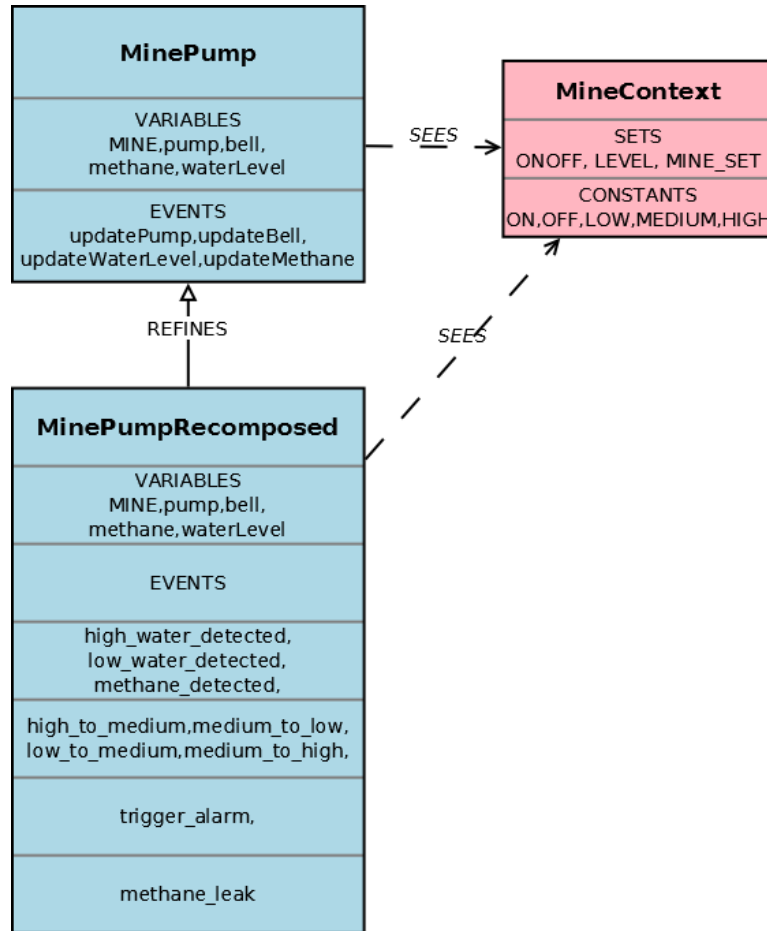 MinePump
VARIABLES
MINE,pump,bell,
methane,waterLevel
EVENTS
updatePump,updateBell,
updateWaterLevel,updateMethane
SEES
MineContext
SETS
ONOFF, LEVEL, MINE_SET
CONSTANTS
ON,OFF,LOW,MEDIUM,HIGH
REFINES
SEES
MinePumpRecomposed
VARIABLES
MINE,pump,bell,
methane,waterLevel
EVENTS
high_water_detected,
low_water_detected,
methane_detected,
high_to_medium,medium_to_low,
low_to_medium,medium_to_high,
trigger_alarm,
methane_leak